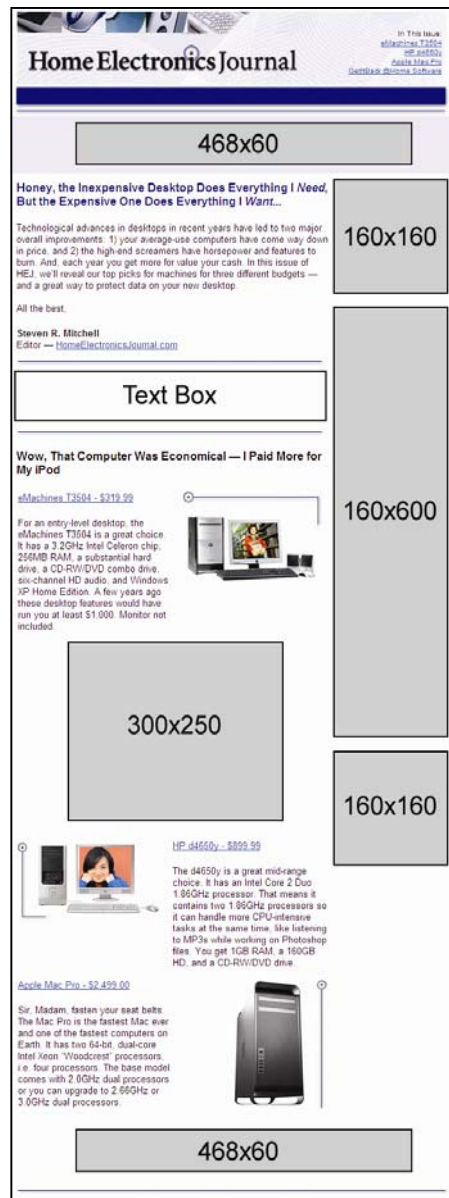 Home Electronics Journal
In This Issue:
eMachines T3504
HP d4650y
Apple Mac Pro
GetItBack @Home Software
468x60
Honey, the Inexpensive Desktop Does Everything I Need,
But the Expensive One Does Everything I Want...
160x160
Technological advances in desktops in recent years have led to two major
overall improvements: 1) your average-use computers have come way down
in price, and 2) the high-end screamers have horsepower and features to
burn. And, each year you get more for value your cash. In this issue of
HEJ, we'll reveal our top picks for machines for three different budgets —
and a great way to protect data on your new desktop.
All the best,
Steven R. Mitchell
Editor — HomeElectronicsJournal.com
Text Box
160x600
Wow, That Computer Was Economical — I Paid More for
My iPod
eMachines T3504 - $319.99
For an entry-level desktop, the
eMachines T3504 is a great choice.
It has a 3.2GHz Intel Celeron chip,
256MB RAM, a substantial hard
drive, a CD-RW/DVD combo drive,
six-channel HD audio, and Windows
XP Home Edition. A few years ago
these desktop features would have
run you at least $1,000. Monitor not
included.
300x250
160x160
HP d4650y - $899.99
The d4650y is a great mid-range
choice. It has an Intel Core 2 Duo
1.86GHz processor. That means it
contains two 1.86GHz processors so
it can handle more CPU-intensive
tasks at the same time, like listening
to MP3s while working on Photoshop
files. You get 1GB RAM, a 160GB
HD, and a CD-RW/DVD drive.
Apple Mac Pro - $2,499.00
Sir, Madam, fasten your seat belts.
The Mac Pro is the fastest Mac ever
and one of the fastest computers on
Earth. It has two 64-bit, dual-core
Intel Xeon "Woodcrest" processors,
i.e. four processors. The base model
comes with 2.0GHz dual processors
or you can upgrade to 2.66GHz or
3.0GHz dual processors.
468x60